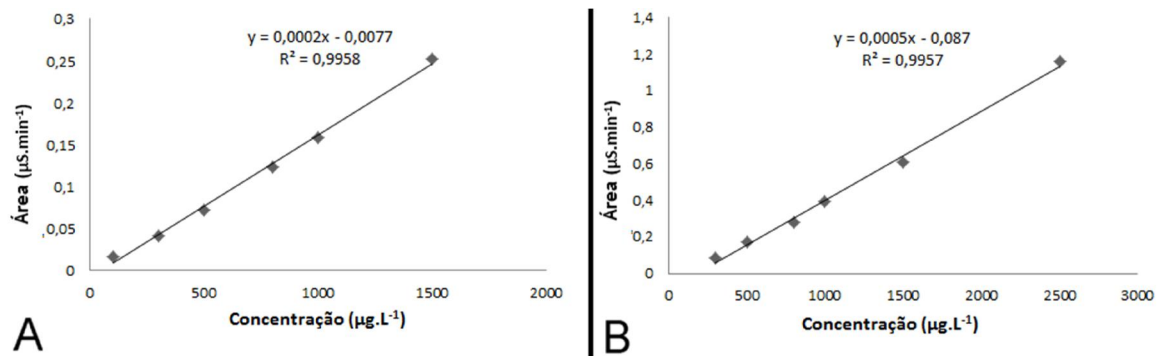 y = 0,0002x - 0,0077
R² = 0,9958
Área (µS.min⁻¹)
0,3
0,25
0,2
0,15
0,1
0,05
0
0 500 1000 1500 2000
Concentração (µg.L⁻¹)
A
y = 0,0005x - 0,087
R² = 0,9957
Área (µS.min⁻¹)
1,4
1,2
1
0,8
0,6
0,4
0,2
0
0 500 1000 1500 2000 2500 3000
Concentração (µg.L⁻¹)
B